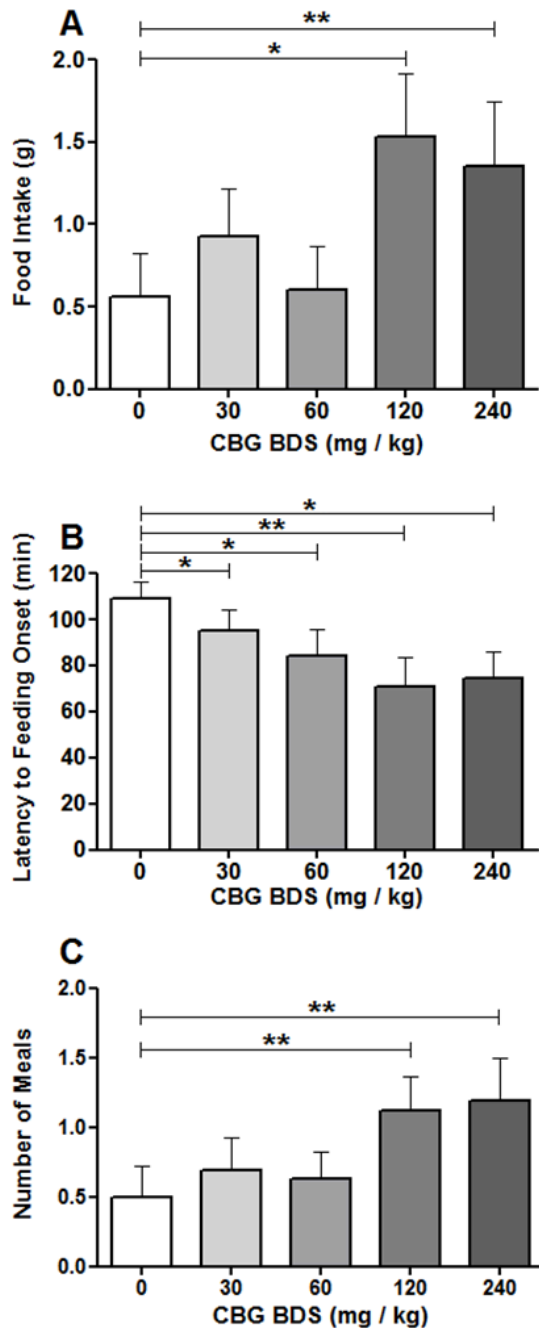 A
**
*
Food Intake (g)
2.0
1.5
1.0
0.5
0.0
0 30 60 120 240
CBG BDS (mg / kg)
B
*
**
*
*
Latency to Feeding Onset (min)
120
100
80
60
40
20
0
0 30 60 120 240
CBG BDS (mg / kg)
C
**
**
Number of Meals
2.0
1.5
1.0
0.5
0.0
0 30 60 120 240
CBG BDS (mg / kg)